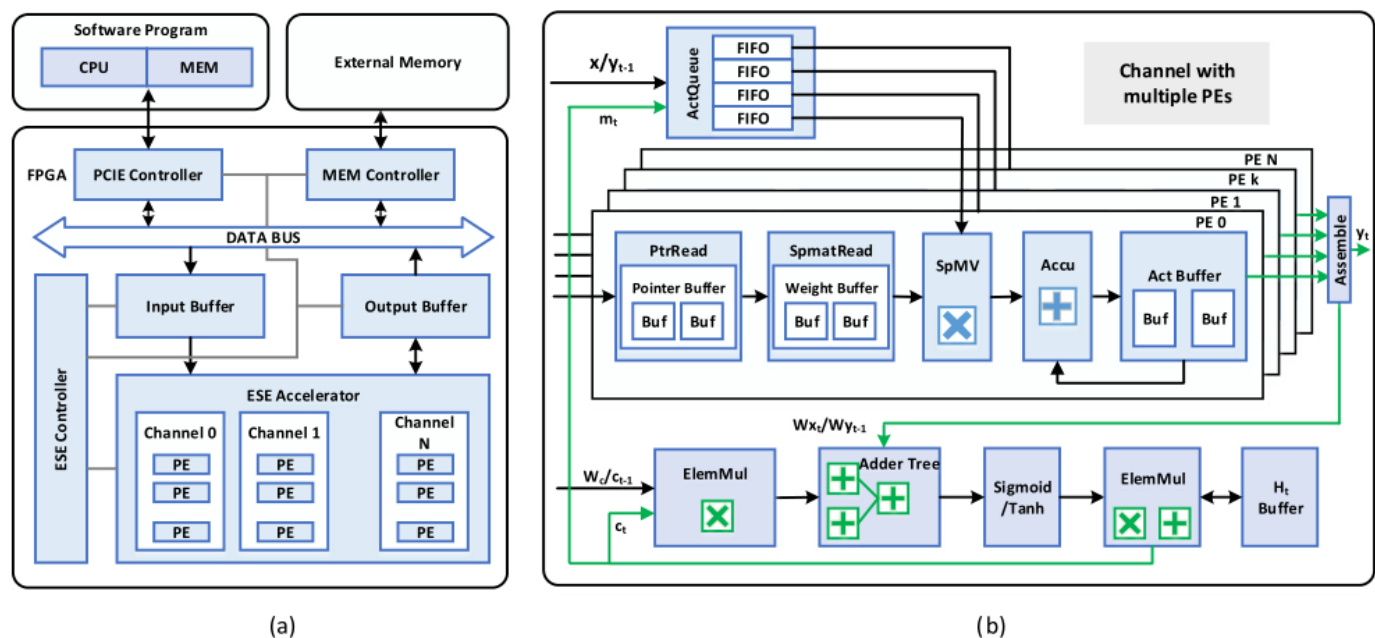 Software Program
CPU
MEM
External Memory
FPGA
PCIE Controller
MEM Controller
DATA BUS
Input Buffer
Output Buffer
ESE Controller
ESE Accelerator
Channel 0
PE
PE
PE
Channel 1
PE
PE
PE
Channel
N
PE
PE
PE
(a)
x/yₜ₋₁
mₜ
ActQueue
FIFO
FIFO
FIFO
FIFO
Channel with
multiple PEs
PE N
PE k
PE 1
PE 0
PtrRead
Pointer Buffer
Buf
Buf
SpmatRead
Weight Buffer
Buf
Buf
SpMV
Accu
Act Buffer
Buf
Buf
Assemble
yₜ
Wxₜ/Wyₜ₋₁
W꜀/cₜ₋₁
cₜ
ElemMul
Adder Tree
Sigmoid
/Tanh
ElemMul
Hₜ
Buffer
(b)